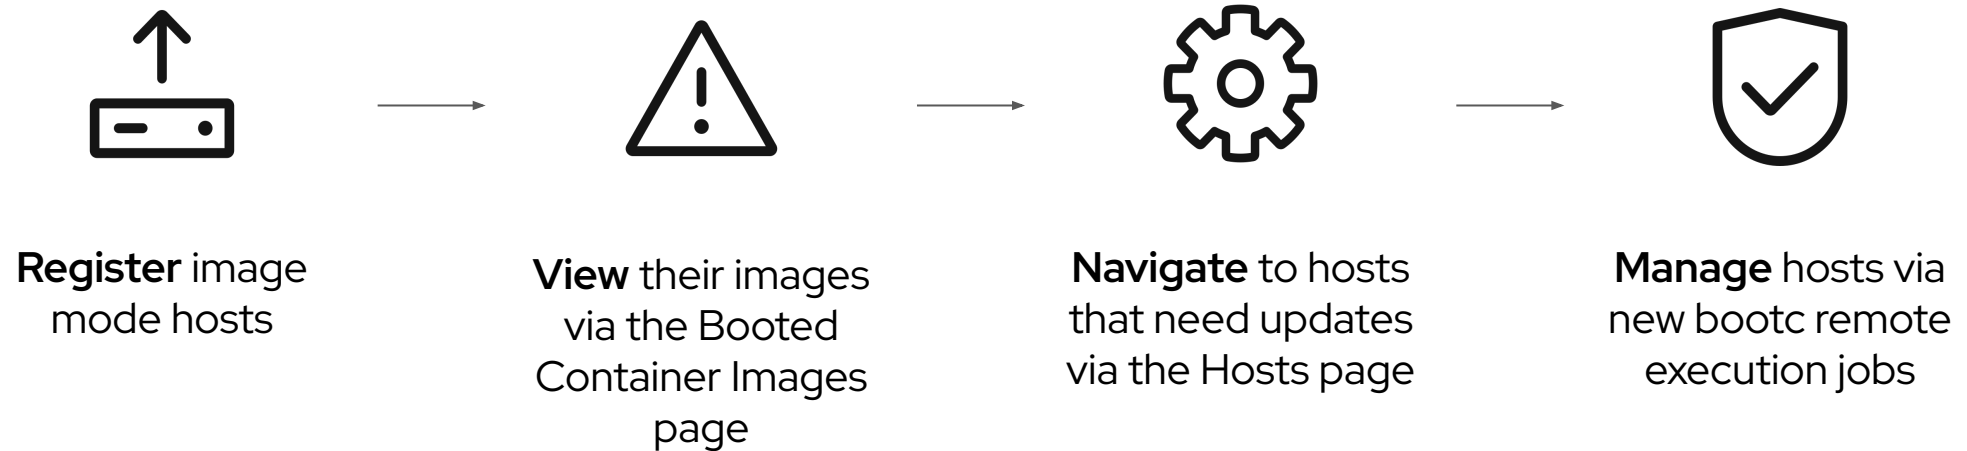 Register image
mode hosts
View their images
via the Booted
Container Images
page
Navigate to hosts
that need updates
via the Hosts page
Manage hosts via
new bootc remote
execution jobs